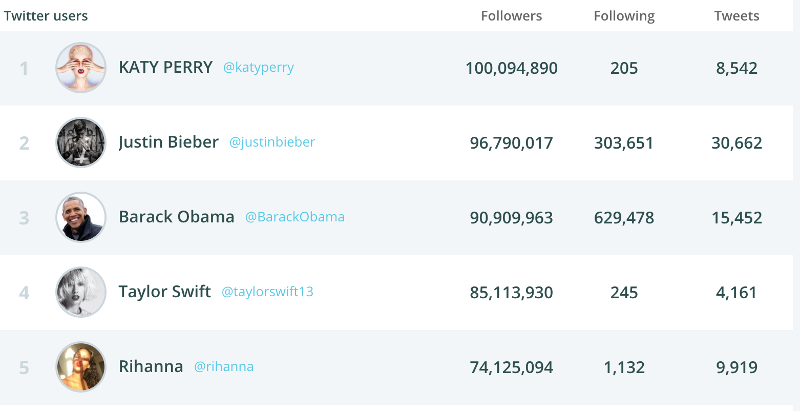 Twitter users Followers Following Tweets
1 KATY PERRY @katyperry 100,094,890 205 8,542
2 Justin Bieber @justinbieber 96,790,017 303,651 30,662
3 Barack Obama @BarackObama 90,909,963 629,478 15,452
4 Taylor Swift @taylorswift13 85,113,930 245 4,161
5 Rihanna @rihanna 74,125,094 1,132 9,919